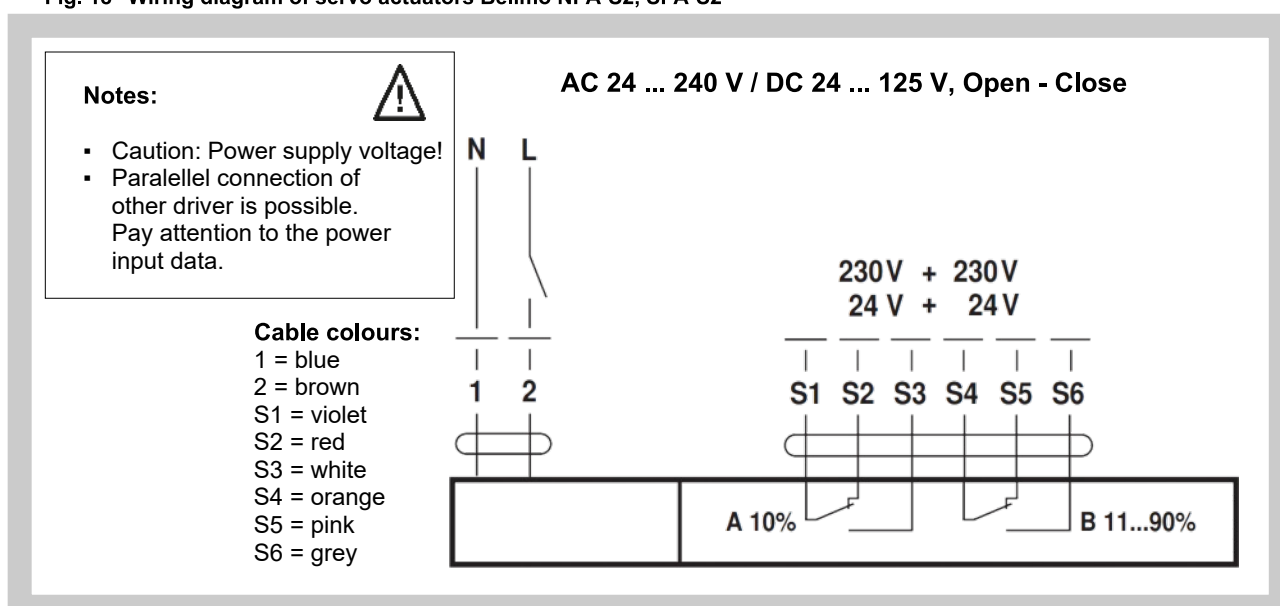 Fig. Wiring diagram of servo actuators Belimo NFA-S2, SFA-S2
Notes:
▪ Caution: Power supply voltage!
▪ Paralellel connection of
other driver is possible.
Pay attention to the power
input data.
AC 24 ... 240 V / DC 24 ... 125 V, Open - Close
N L
230V + 230V
24 V + 24V
Cable colours:
1 = blue
2 = brown
S1 = violet
S2 = red
S3 = white
S4 = orange
S5 = pink
S6 = grey
1 2
S1 S2 S3 S4 S5 S6
A 10%
B 11...90%